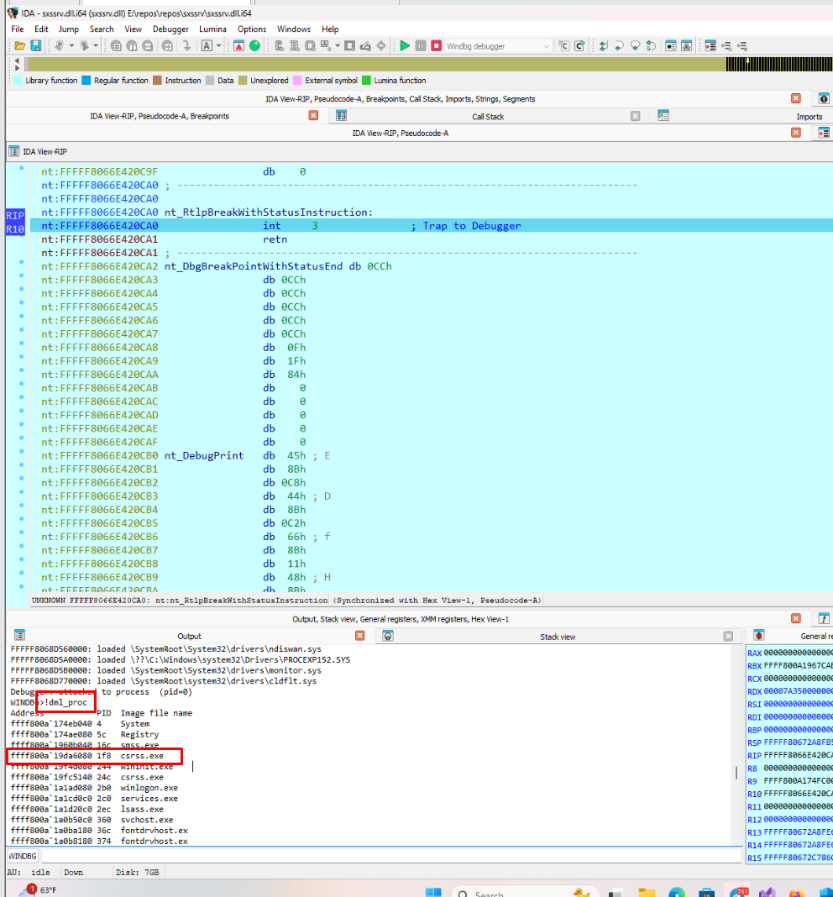 IDA - sxssrv.dll.i64 (sxssrv.dll) E:\repos\repos\sxssrv\sxssrv.dll.i64
File Edit Jump Search View Debugger Lumina Options Windows Help
Windbg debugger
Library function Regular function Instruction Data Unexplored External symbol Lumina function
IDA View-RIP, Pseudocode-A, Breakpoints, Call Stack, Imports, Strings, Segments
IDA View-RIP, Pseudocode-A, Breakpoints Call Stack Imports
IDA View-RIP, Pseudocode-A
IDA View-RIP
nt:FFFFF8066E420C9F db 0
nt:FFFFF8066E420CA0 ; ---------------------------------------------------------------------------
nt:FFFFF8066E420CA0
nt:FFFFF8066E420CA0 nt_RtlpBreakWithStatusInstruction:
RIP
nt:FFFFF8066E420CA0 int 3 ; Trap to Debugger
R10
nt:FFFFF8066E420CA1 retn
nt:FFFFF8066E420CA1 ; ---------------------------------------------------------------------------
nt:FFFFF8066E420CA2 nt_DbgBreakPointWithStatusEnd db 0CCh
nt:FFFFF8066E420CA3 db 0CCh
nt:FFFFF8066E420CA4 db 0CCh
nt:FFFFF8066E420CA5 db 0CCh
nt:FFFFF8066E420CA6 db 0CCh
nt:FFFFF8066E420CA7 db 0CCh
nt:FFFFF8066E420CA8 db 0Fh
nt:FFFFF8066E420CA9 db 1Fh
nt:FFFFF8066E420CAA db 84h
nt:FFFFF8066E420CAB db 0
nt:FFFFF8066E420CAC db 0
nt:FFFFF8066E420CAD db 0
nt:FFFFF8066E420CAE db 0
nt:FFFFF8066E420CAF db 0
nt:FFFFF8066E420CB0 nt_DebugPrint db 45h ; E
nt:FFFFF8066E420CB1 db 8Bh
nt:FFFFF8066E420CB2 db 0C8h
nt:FFFFF8066E420CB3 db 44h ; D
nt:FFFFF8066E420CB4 db 8Bh
nt:FFFFF8066E420CB5 db 0C2h
nt:FFFFF8066E420CB6 db 66h ; f
nt:FFFFF8066E420CB7 db 8Bh
nt:FFFFF8066E420CB8 db 11h
nt:FFFFF8066E420CB9 db 48h ; H
nt:FFFFF8066E420CBA db 8Bh
UNKNOWN FFFFF8066E420CA0: nt:nt_RtlpBreakWithStatusInstruction (Synchronized with Hex View-1, Pseudocode-A)
Output, Stack view, General registers, XMM registers, Hex View-1
Output Stack view General re
FFFFF8068D560000: loaded \SystemRoot\System32\drivers\ndiswan.sys
FFFFF8068D5A0000: loaded \??\C:\Windows\system32\Drivers\PROCEXP152.SYS
FFFFF8068D5B0000: loaded \SystemRoot\System32\drivers\monitor.sys
FFFFF8068D770000: loaded \SystemRoot\System32\drivers\cldflt.sys
Debugger: attached to process (pid=0)
WINDBG>!dml_proc
Address PID Image file name
ffff800a`174eb040 4 System
ffff800a`174ae080 5c Registry
ffff800a`1960b040 16c smss.exe
ffff800a`19da6080 1f8 csrss.exe
ffff800a`19f40080 244 wininit.exe
ffff800a`19fc5140 24c csrss.exe
ffff800a`1a1ad080 2b0 winlogon.exe
ffff800a`1a1cd0c0 2c0 services.exe
ffff800a`1a1d20c0 2ec lsass.exe
ffff800a`1a0b50c0 360 svchost.exe
ffff800a`1a0ba180 36c fontdrvhost.ex
ffff800a`1a0b8180 374 fontdrvhost.ex
WINDBG
RAX 000000000000000
RBX FFFF800A1967CAE
RCX 000000000000000
RDX 00007A350000000
RSI 000000000000000
RDI 000000000000000
RBP 000000000000000
RSP FFFFF80672A8FB5
RIP FFFFF8066E420CA
R8 000000000000000
R9 FFFF800A174FC00
R10 FFFFF8066E420CA
R11 000000000000000
R12 000000000000000
R13 FFFFF80672A8FE6
R14 FFFFF80672A8FE6
R15 FFFFF80672C7860
AU: idle Down Disk: 7GB
1
63°F
Search